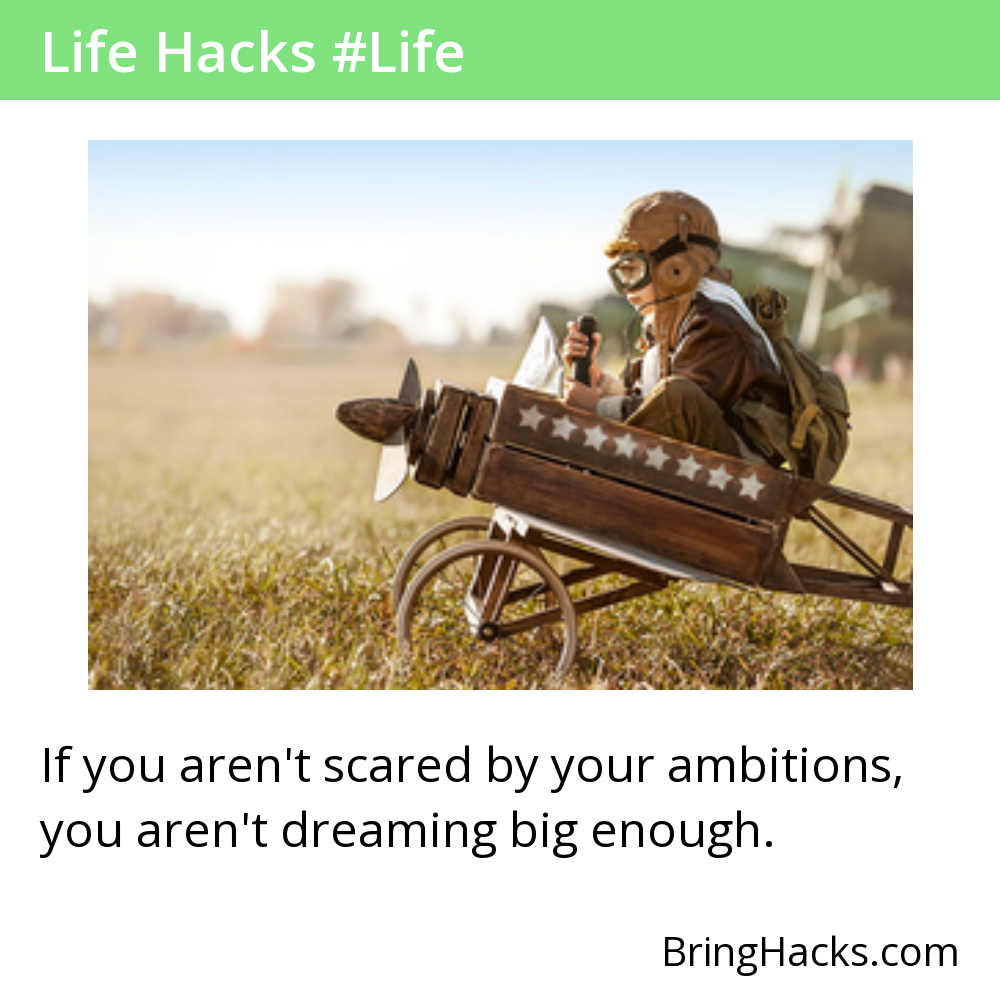 Life Hacks #Life
If you aren't scared by your ambitions,
you aren't dreaming big enough.
BringHacks.com